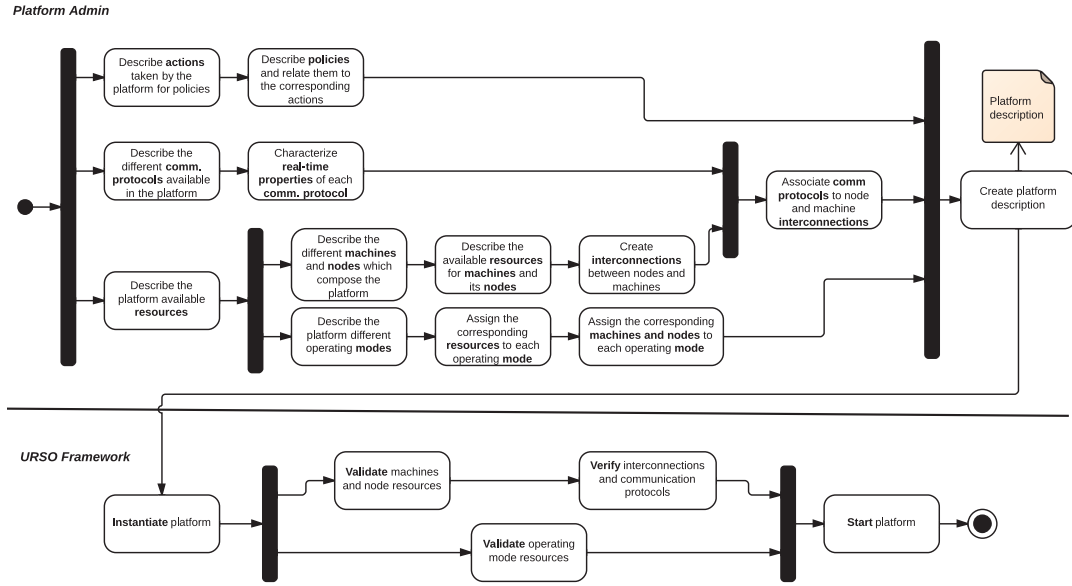 Platform Admin
Describe actions
taken by the
platform for policies
Describe policies
and relate them to
the corresponding
actions
Platform
description
Describe the
different comm.
protocols available
in the platform
Characterize
real-time
properties of each
comm. protocol
Associate comm
protocols to node
and machine
interconnections
Create platform
description
Describe the
platform available
resources
Describe the
different machines
and nodes which
compose the
platform
Describe the
available resources
for machines and
its nodes
Create
interconnections
between nodes and
machines
Describe the
platform different
operating modes
Assign the
corresponding
resources to each
operating mode
Assign the corresponding
machines and nodes to
each operating mode
URSO Framework
Instantiate platform
Validate machines
and node resources
Verify interconnections
and communication
protocols
Validate operating
mode resources
Start platform